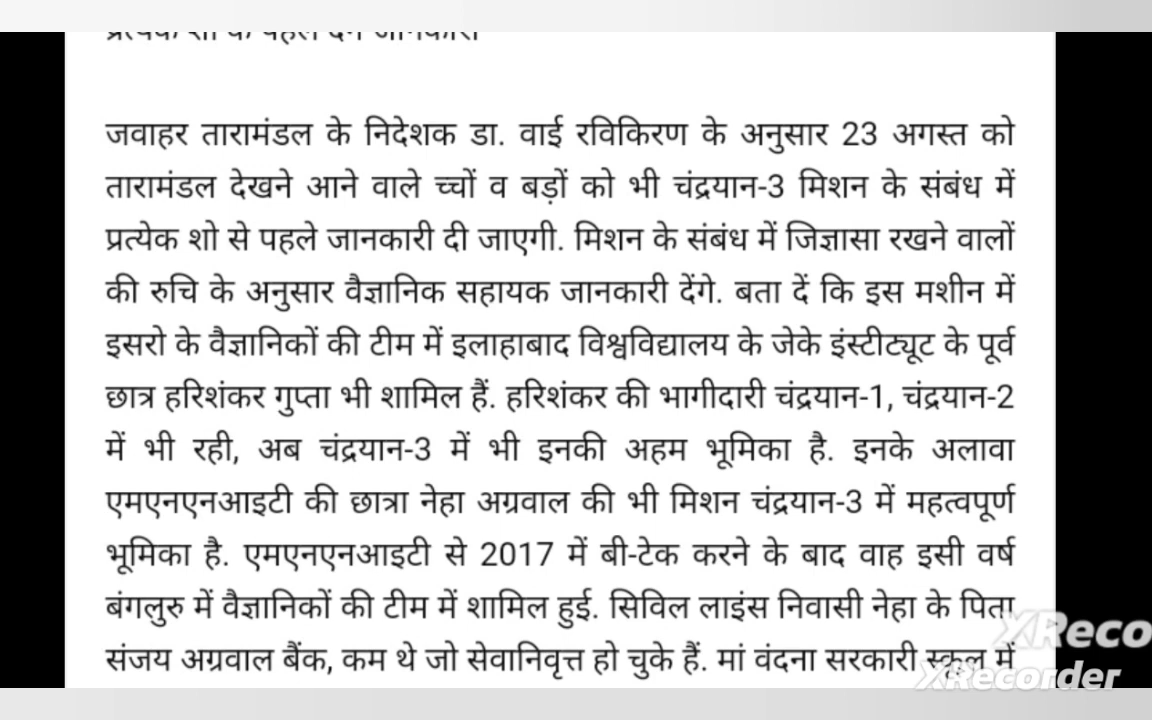 जवाहर तारामंडल के निदेशक डा. वाई रविकिरण के अनुसार 23 अगस्त को
तारामंडल देखने आने वाले च्चों व बड़ों को भी चंद्रयान-3 मिशन के संबंध में
प्रत्येक शो से पहले जानकारी दी जाएगी. मिशन के संबंध में जिज्ञासा रखने वालों
की रुचि के अनुसार वैज्ञानिक सहायक जानकारी देंगे. बता दें कि इस मशीन में
इसरो के वैज्ञानिकों की टीम में इलाहाबाद विश्वविद्यालय के जेके इंस्टीट्यूट के पूर्व
छात्र हरिशंकर गुप्ता भी शामिल हैं. हरिशंकर की भागीदारी चंद्रयान-1, चंद्रयान-2
में भी रही, अब चंद्रयान-3 में भी इनकी अहम भूमिका है. इनके अलावा
एमएनएनआइटी की छात्रा नेहा अग्रवाल की भी मिशन चंद्रयान-3 में महत्वपूर्ण
भूमिका है. एमएनएनआइटी से 2017 में बी-टेक करने के बाद वाह इसी वर्ष
बंगलुरु में वैज्ञानिकों की टीम में शामिल हुई. सिविल लाइंस निवासी नेहा के पिता
XReco
संजय अग्रवाल बैंक, कम थे जो सेवानिवृत्त हो चुके हैं. मां वंदना सरकारी स्कूल में
XRecorder